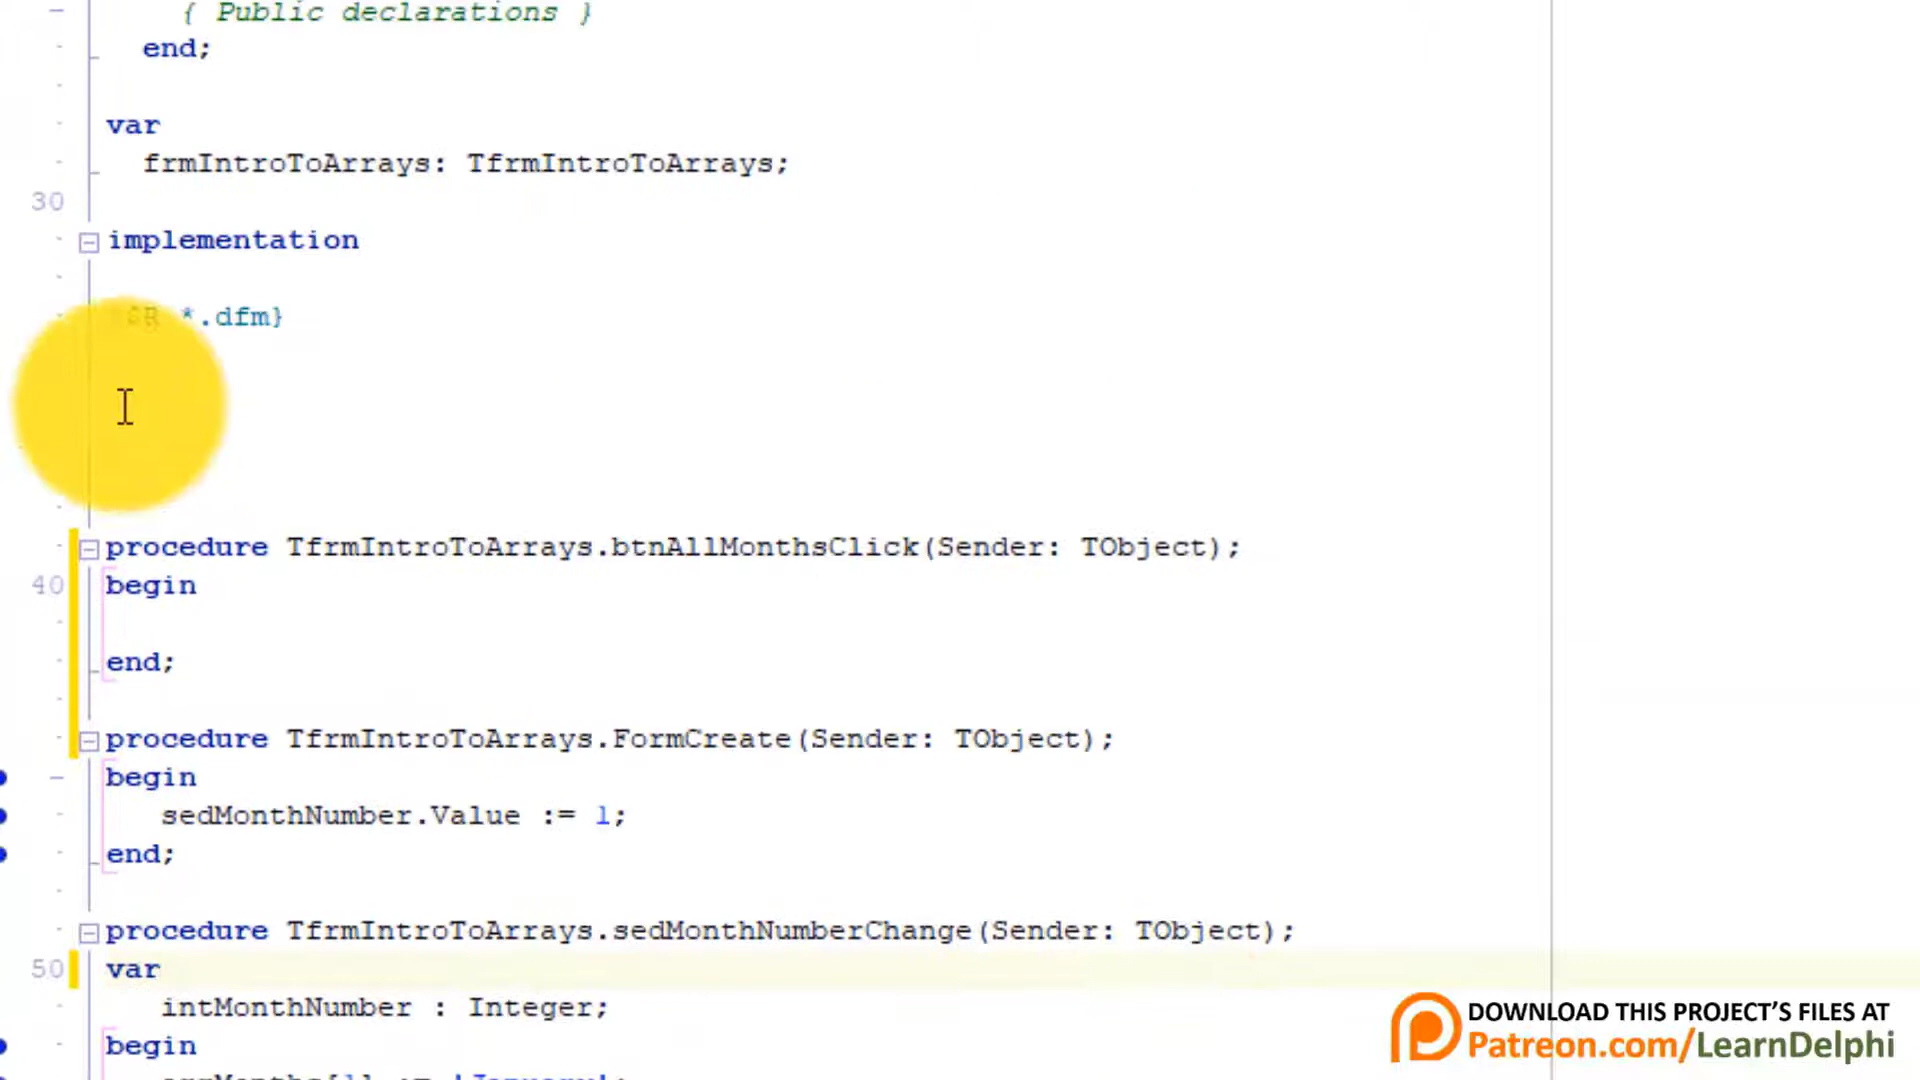 { Public declarations }
end;
var
frmIntroToArrays: TfrmIntroToArrays;
30
implementation
$R *.dfm}
procedure TfrmIntroToArrays.btnAllMonthsClick(Sender: TObject);
40 begin
end;
procedure TfrmIntroToArrays.FormCreate(Sender: TObject);
begin
sedMonthNumber.Value := 1;
end;
procedure TfrmIntroToArrays.sedMonthNumberChange(Sender: TObject);
50 var
intMonthNumber : Integer;
begin
DOWNLOAD THIS PROJECT'S FILES AT
Patreon.com/LearnDelphi